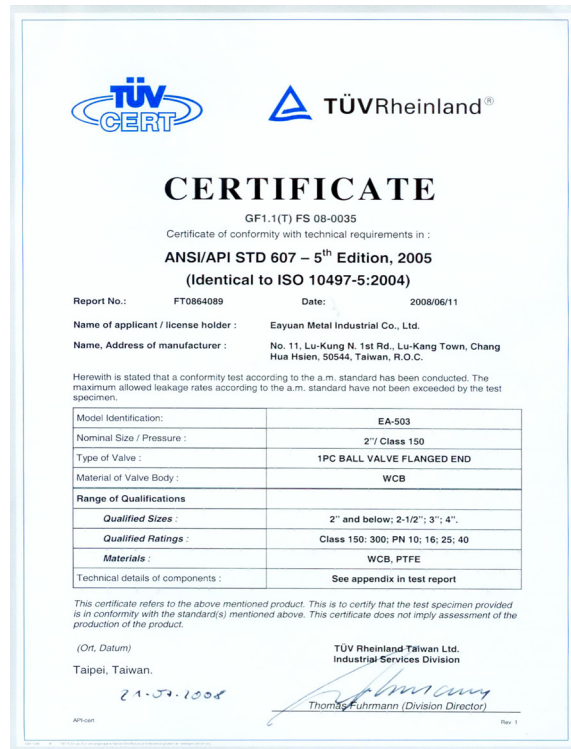 TÜV
CERT
TÜVRheinland®
CERTIFICATE
GF1.1(T) FS 08-0035
Certificate of conformity with technical requirements in :
ANSI/API STD 607 – 5th Edition, 2005
(Identical to ISO 10497-5:2004)
Report No.: FT0864089 Date: 2008/06/11
Name of applicant / license holder : Eayuan Metal Industrial Co., Ltd.
Name, Address of manufacturer : No. 11, Lu-Kung N. 1st Rd., Lu-Kang Town, Chang
Hua Hsien, 50544, Taiwan, R.O.C.
Herewith is stated that a conformity test according to the a.m. standard has been conducted. The
maximum allowed leakage rates according to the a.m. standard have not been exceeded by the test
specimen.
Model Identification: EA-503
Nominal Size / Pressure : 2"/ Class 150
Type of Valve : 1PC BALL VALVE FLANGED END
Material of Valve Body : WCB
Range of Qualifications
Qualified Sizes : 2" and below; 2-1/2"; 3"; 4".
Qualified Ratings : Class 150: 300; PN 10; 16; 25; 40
Materials : WCB, PTFE
Technical details of components : See appendix in test report
This certificate refers to the above mentioned product. This is to certify that the test specimen provided
is in conformity with the standard(s) mentioned above. This certificate does not imply assessment of the
production of the product.
(Ort, Datum) TÜV Rheinland Taiwan Ltd.
Industrial Services Division
Taipei, Taiwan.
21-07-2008
Thomas Fuhrmann (Division Director)
API-cert Rev 1